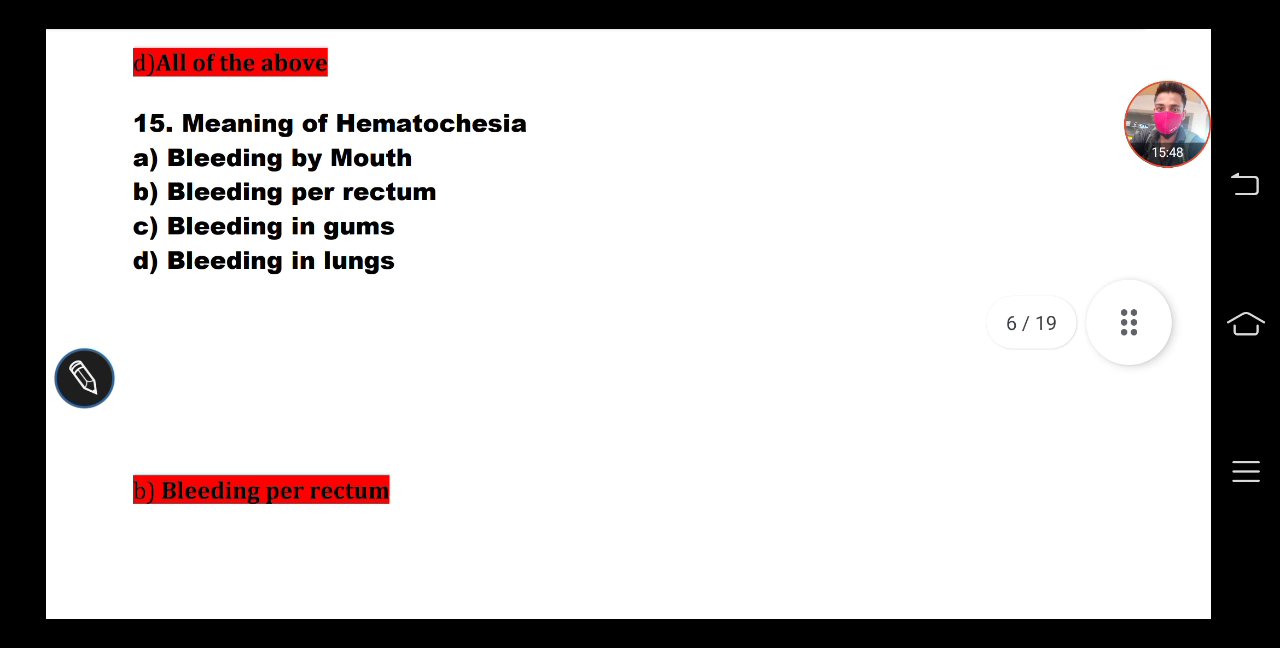 d)All of the above
15. Meaning of Hematochesia
a) Bleeding by Mouth
b) Bleeding per rectum
c) Bleeding in gums
d) Bleeding in lungs
15:48
6 / 19
b) Bleeding per rectum